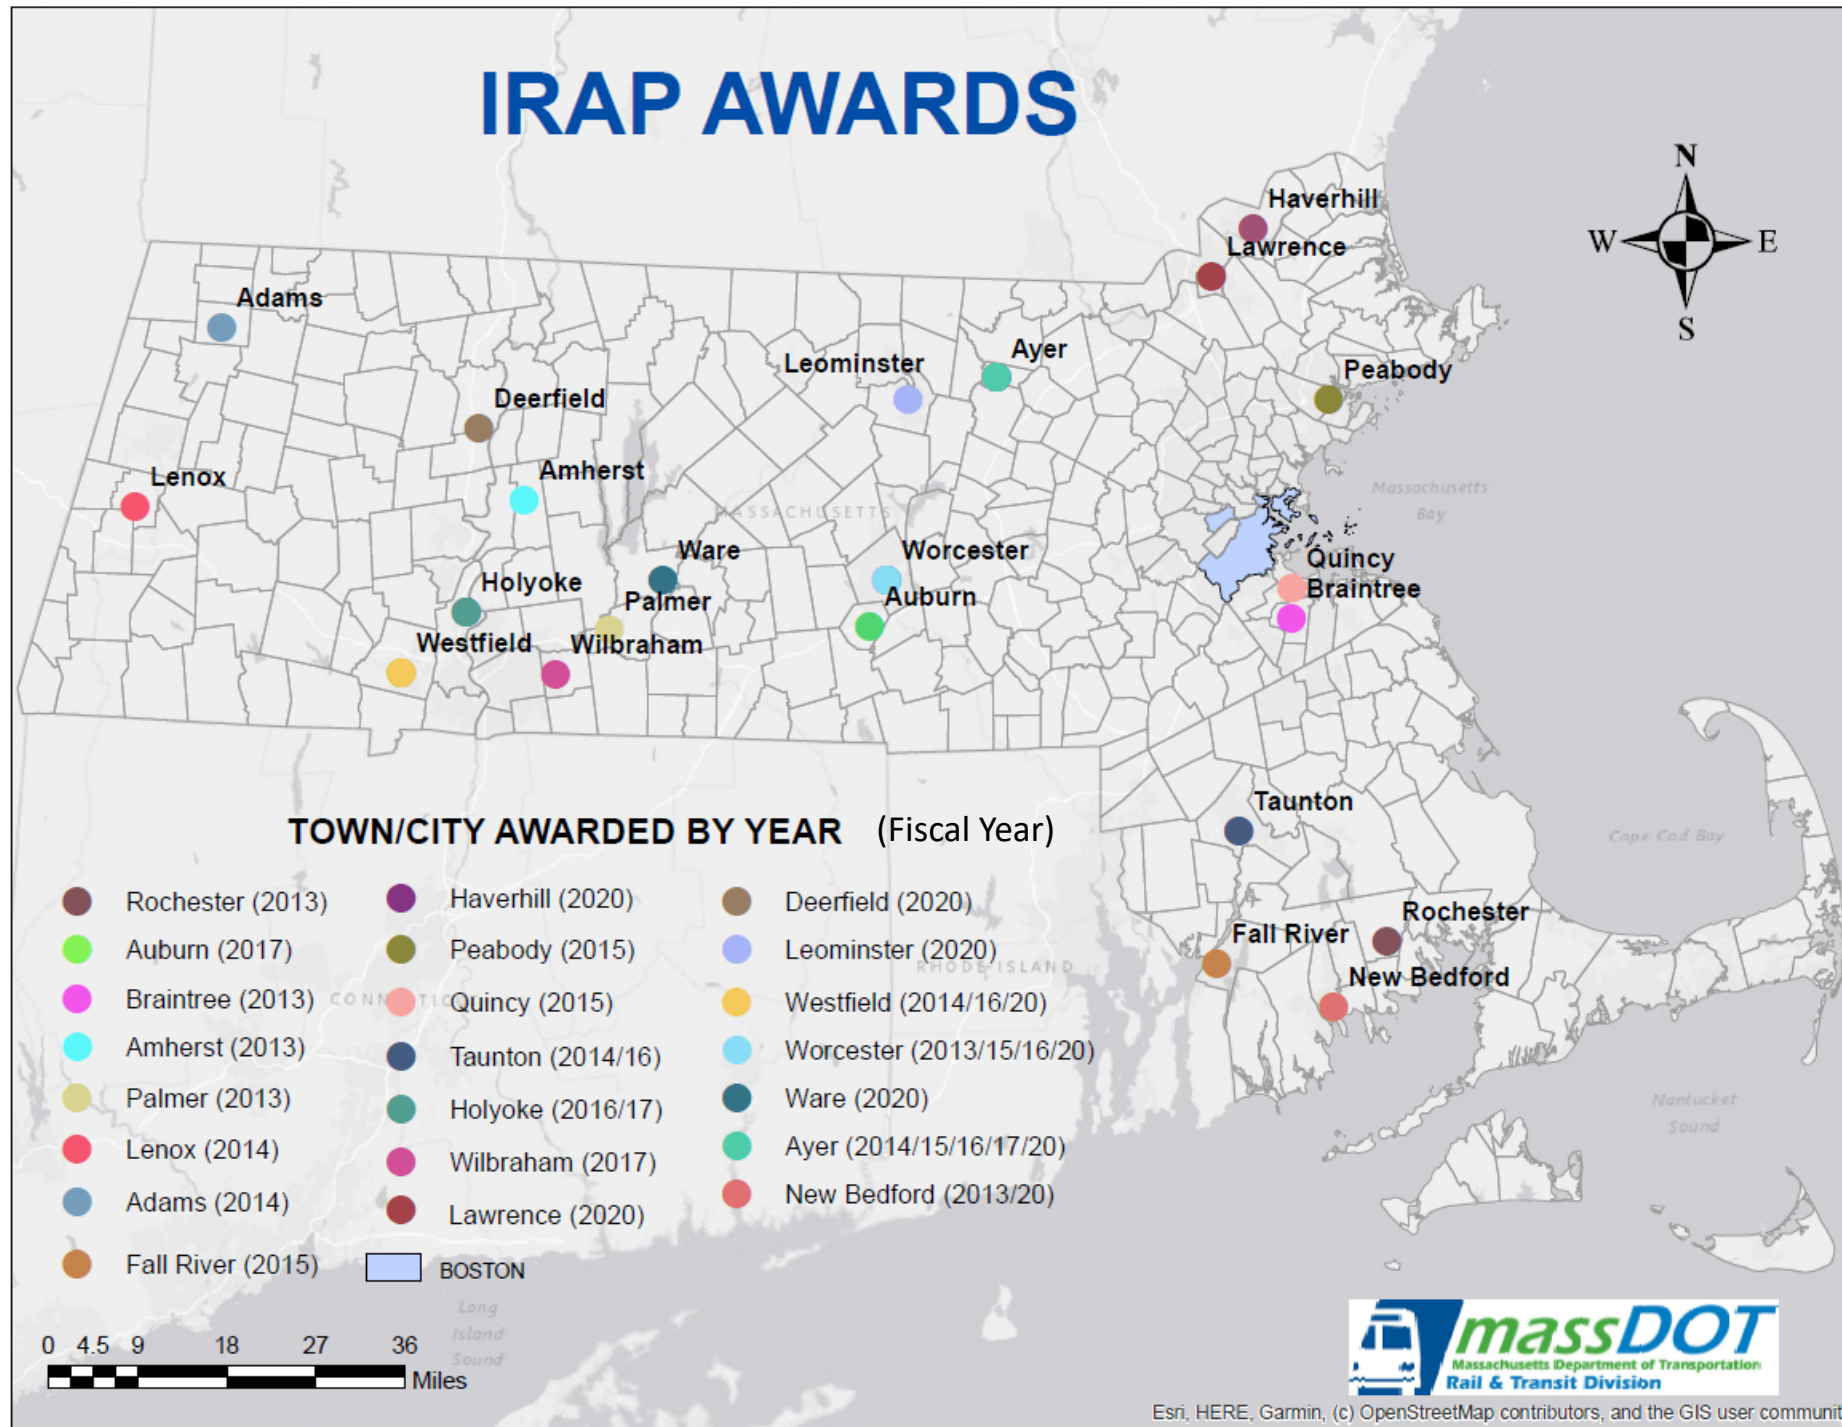 IRAP AWARDS
N
W E
S
Haverhill
Lawrence
Adams
Ayer
Leominster
Peabody
Deerfield
Amherst
Lenox
MASSACHUSETTS
Massachusetts
Bay
Ware
Worcester
Quincy
Holyoke
Braintree
Palmer
Auburn
Westfield
Wilbraham
Taunton
Cape Cod Bay
Rochester
Fall River
New Bedford
RHODE ISLAND
Nantucket
Sound
TOWN/CITY AWARDED BY YEAR (Fiscal Year)
Rochester (2013)
Auburn (2017)
Braintree (2013)
Amherst (2013)
Palmer (2013)
Lenox (2014)
Adams (2014)
Fall River (2015)
Haverhill (2020)
Peabody (2015)
Quincy (2015)
Taunton (2014/16)
Holyoke (2016/17)
Wilbraham (2017)
Lawrence (2020)
BOSTON
Deerfield (2020)
Leominster (2020)
Westfield (2014/16/20)
Worcester (2013/15/16/20)
Ware (2020)
Ayer (2014/15/16/17/20)
New Bedford (2013/20)
Long
Island
Sound
0 4.5 9 18 27 36
Miles
massDOT
Massachusetts Department of Transportation
Rail & Transit Division
Esri, HERE, Garmin, (c) OpenStreetMap contributors, and the GIS user communit